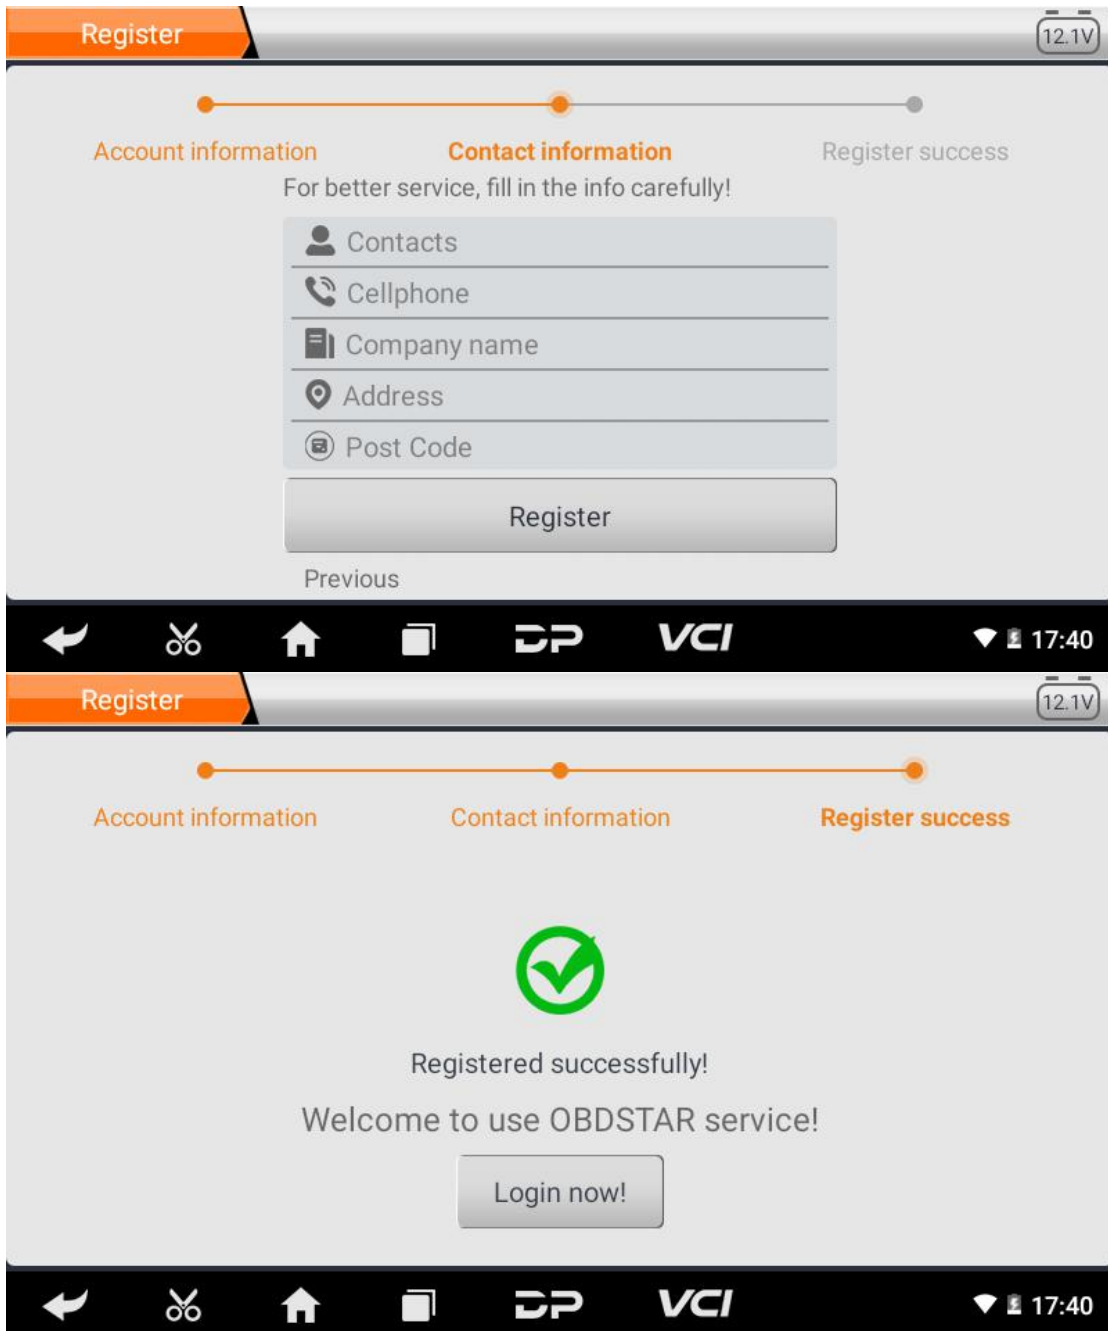 Register
12.1V
Account information
Contact information
Register success
For better service, fill in the info carefully!
Contacts
Cellphone
Company name
Address
Post Code
Register
Previous
DP
VCI
17:40
Register
12.1V
Account information
Contact information
Register success
Registered successfully!
Welcome to use OBDSTAR service!
Login now!
DP
VCI
17:40